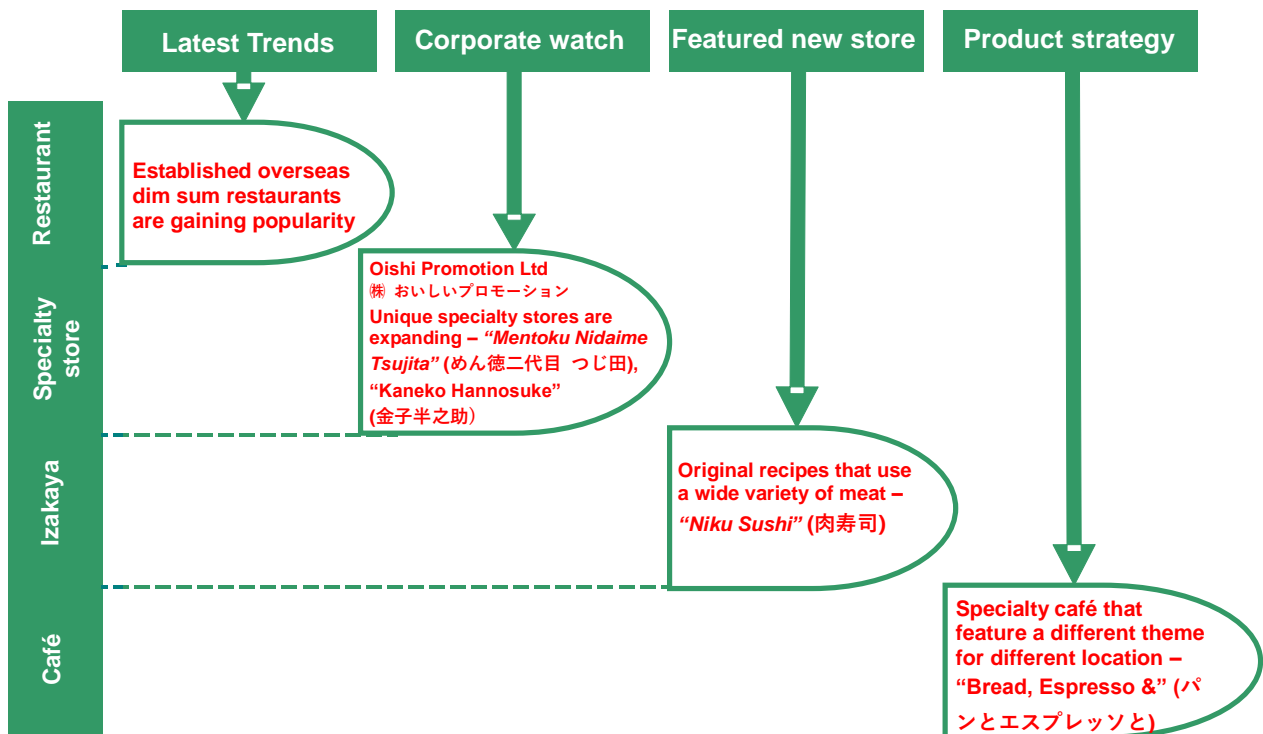 Latest Trends
Corporate watch
Featured new store
Product strategy
Restaurant
Established overseas
dim sum restaurants
are gaining popularity
Specialty
store
Oishi Promotion Ltd
㈱ おいしいプロモーション
Unique specialty stores are
expanding – “Mentoku Nidaime
Tsujita” (めん徳二代目 つじ田),
“Kaneko Hannosuke”
(金子半之助）
Izakaya
Original recipes that use
a wide variety of meat –
“Niku Sushi” (肉寿司)
Café
Specialty café that
feature a different theme
for different location –
“Bread, Espresso &” (パ
ンとエスプレッソと)